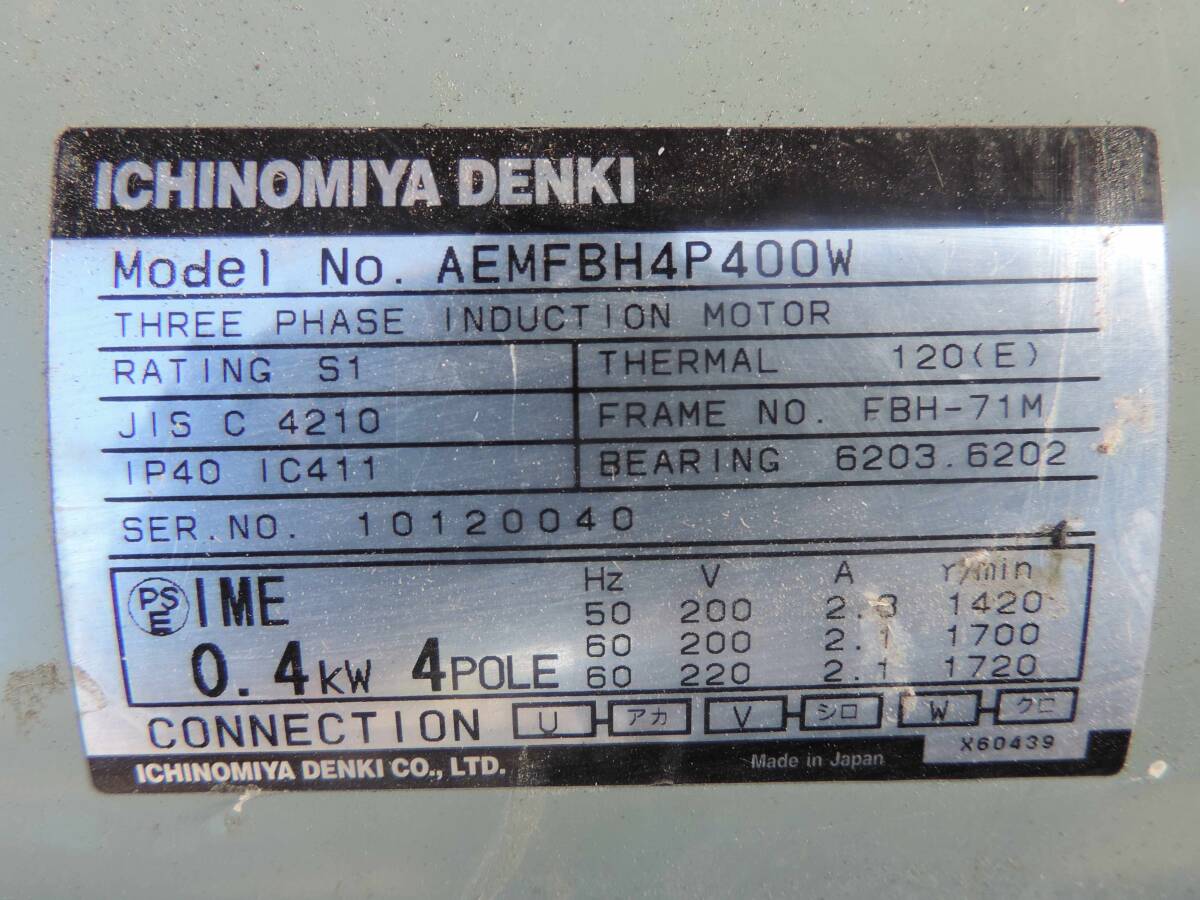 ICHINOMIYA DENKI
Model No. AEMFBH4P400W
THREE PHASE INDUCTION MOTOR
RATING S1 THERMAL 120(E)
JIS C 4210 FRAME NO. FBH-71M
IP40 IC411 BEARING 6203.6202
SER.NO. 10120040
PSE IME Hz V A r/min
50 200 2.3 1420
0.4kW 4POLE 60 200 2.1 1700
60 220 2.1 1720
CONNECTION U アカ V シロ W クロ
X60439
ICHINOMIYA DENKI CO., LTD. Made in Japan